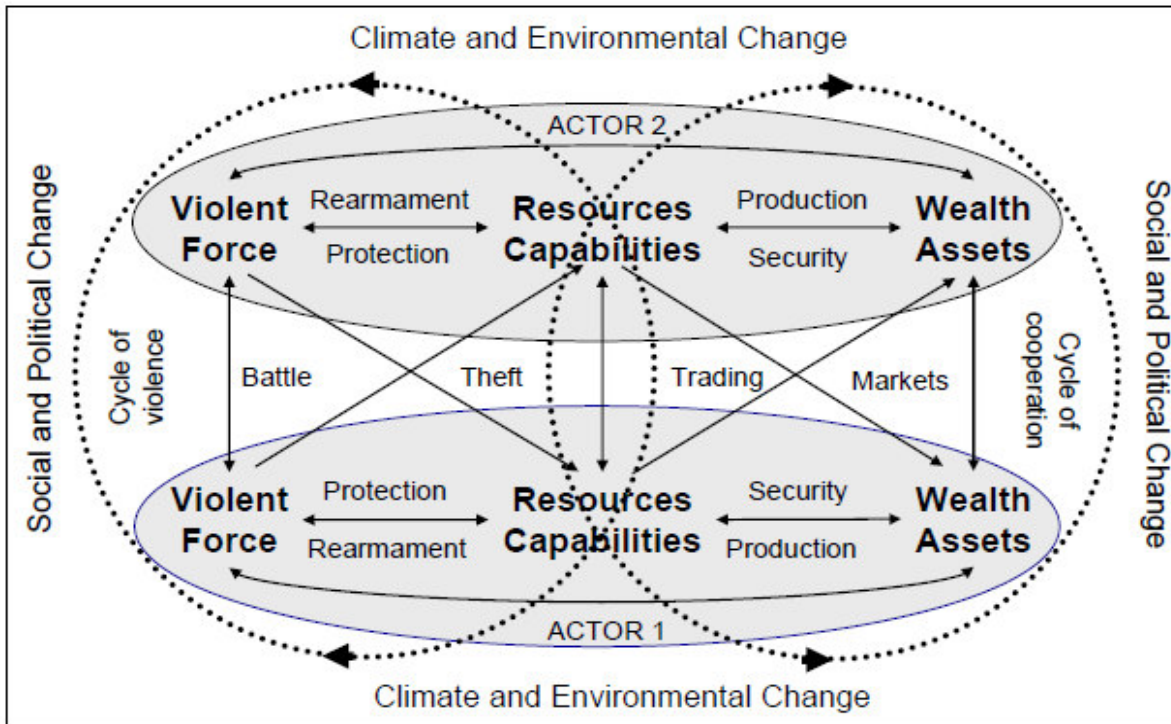 Climate and Environmental Change
Social and Political Change
Social and Political Change
ACTOR 2
Violent
Force
Rearmament
Protection
Resources
Capabilities
Production
Security
Wealth
Assets
Cycle of
violence
Battle
Theft
Trading
Markets
Cycle of
cooperation
Violent
Force
Protection
Rearmament
Resources
Capabilities
Security
Production
Wealth
Assets
ACTOR 1
Climate and Environmental Change